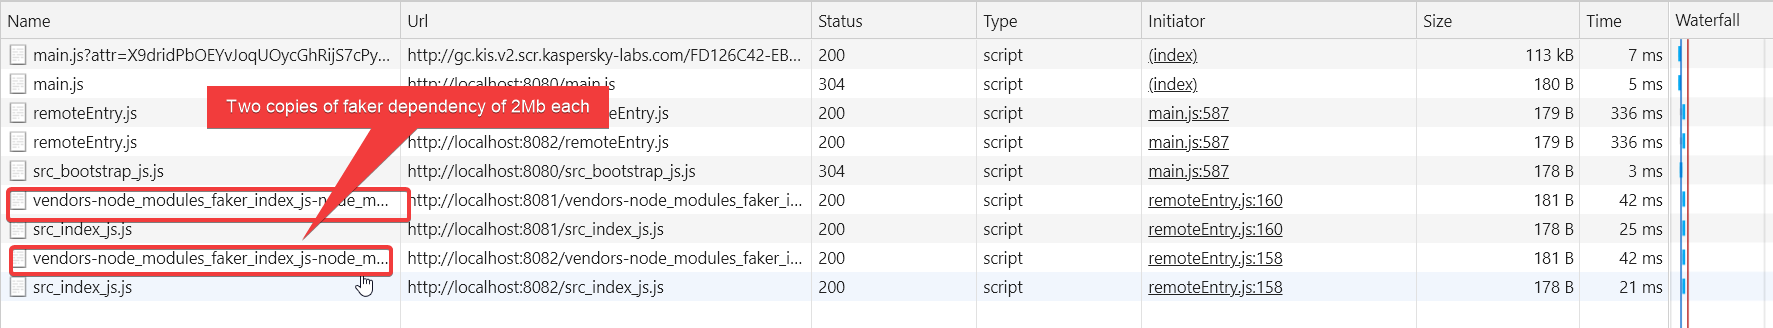 Name Url Status Type Initiator Size Time Waterfall
main.js?attr=X9dridPbOEYvJoqUOycGhRijS7cPy... http://gc.kis.v2.scr.kaspersky-labs.com/FD126C42-EB... 200 script (index) 113 kB 7 ms
main.js http://localhost:8080/main.js 304 script (index) 180 B 5 ms
Two copies of faker dependency of 2Mb each
remoteEntry.js eEntry.js 200 script main.js:587 179 B 336 ms
remoteEntry.js http://localhost:8082/remoteEntry.js 200 script main.js:587 179 B 336 ms
src_bootstrap_js.js http://localhost:8080/src_bootstrap_js.js 304 script main.js:587 178 B 3 ms
vendors-node_modules_faker_index_js-node_m... http://localhost:8081/vendors-node_modules_faker_i... 200 script remoteEntry.js:160 181 B 42 ms
src_index_js.js http://localhost:8081/src_index_js.js 200 script remoteEntry.js:160 178 B 25 ms
vendors-node_modules_faker_index_js-node_m... http://localhost:8082/vendors-node_modules_faker_i... 200 script remoteEntry.js:158 181 B 42 ms
src_index_js.js http://localhost:8082/src_index_js.js 200 script remoteEntry.js:158 178 B 21 ms